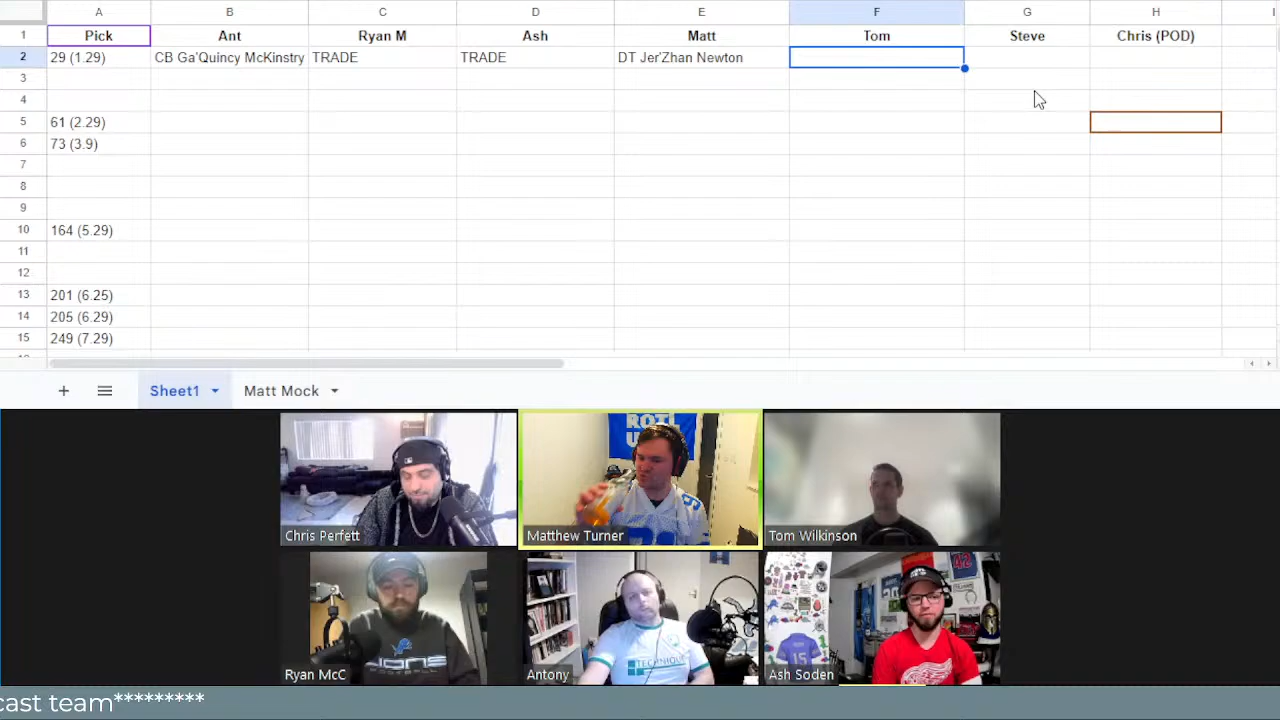 A B C D E F G H I
1 Pick Ant Ryan M Ash Matt Tom Steve Chris (POD)
2 29 (1.29) CB Ga'Quincy McKinstry TRADE TRADE DT Jer'Zhan Newton
3
4
5 61 (2.29)
6 73 (3.9)
7
8
9
10 164 (5.29)
11
12
13 201 (6.25)
14 205 (6.29)
15 249 (7.29)
Sheet1 Matt Mock
Chris Perfett
Matthew Turner
Tom Wilkinson
TECHNIQUE
15
Ryan McC
Antony
Ash Soden
cast team*********